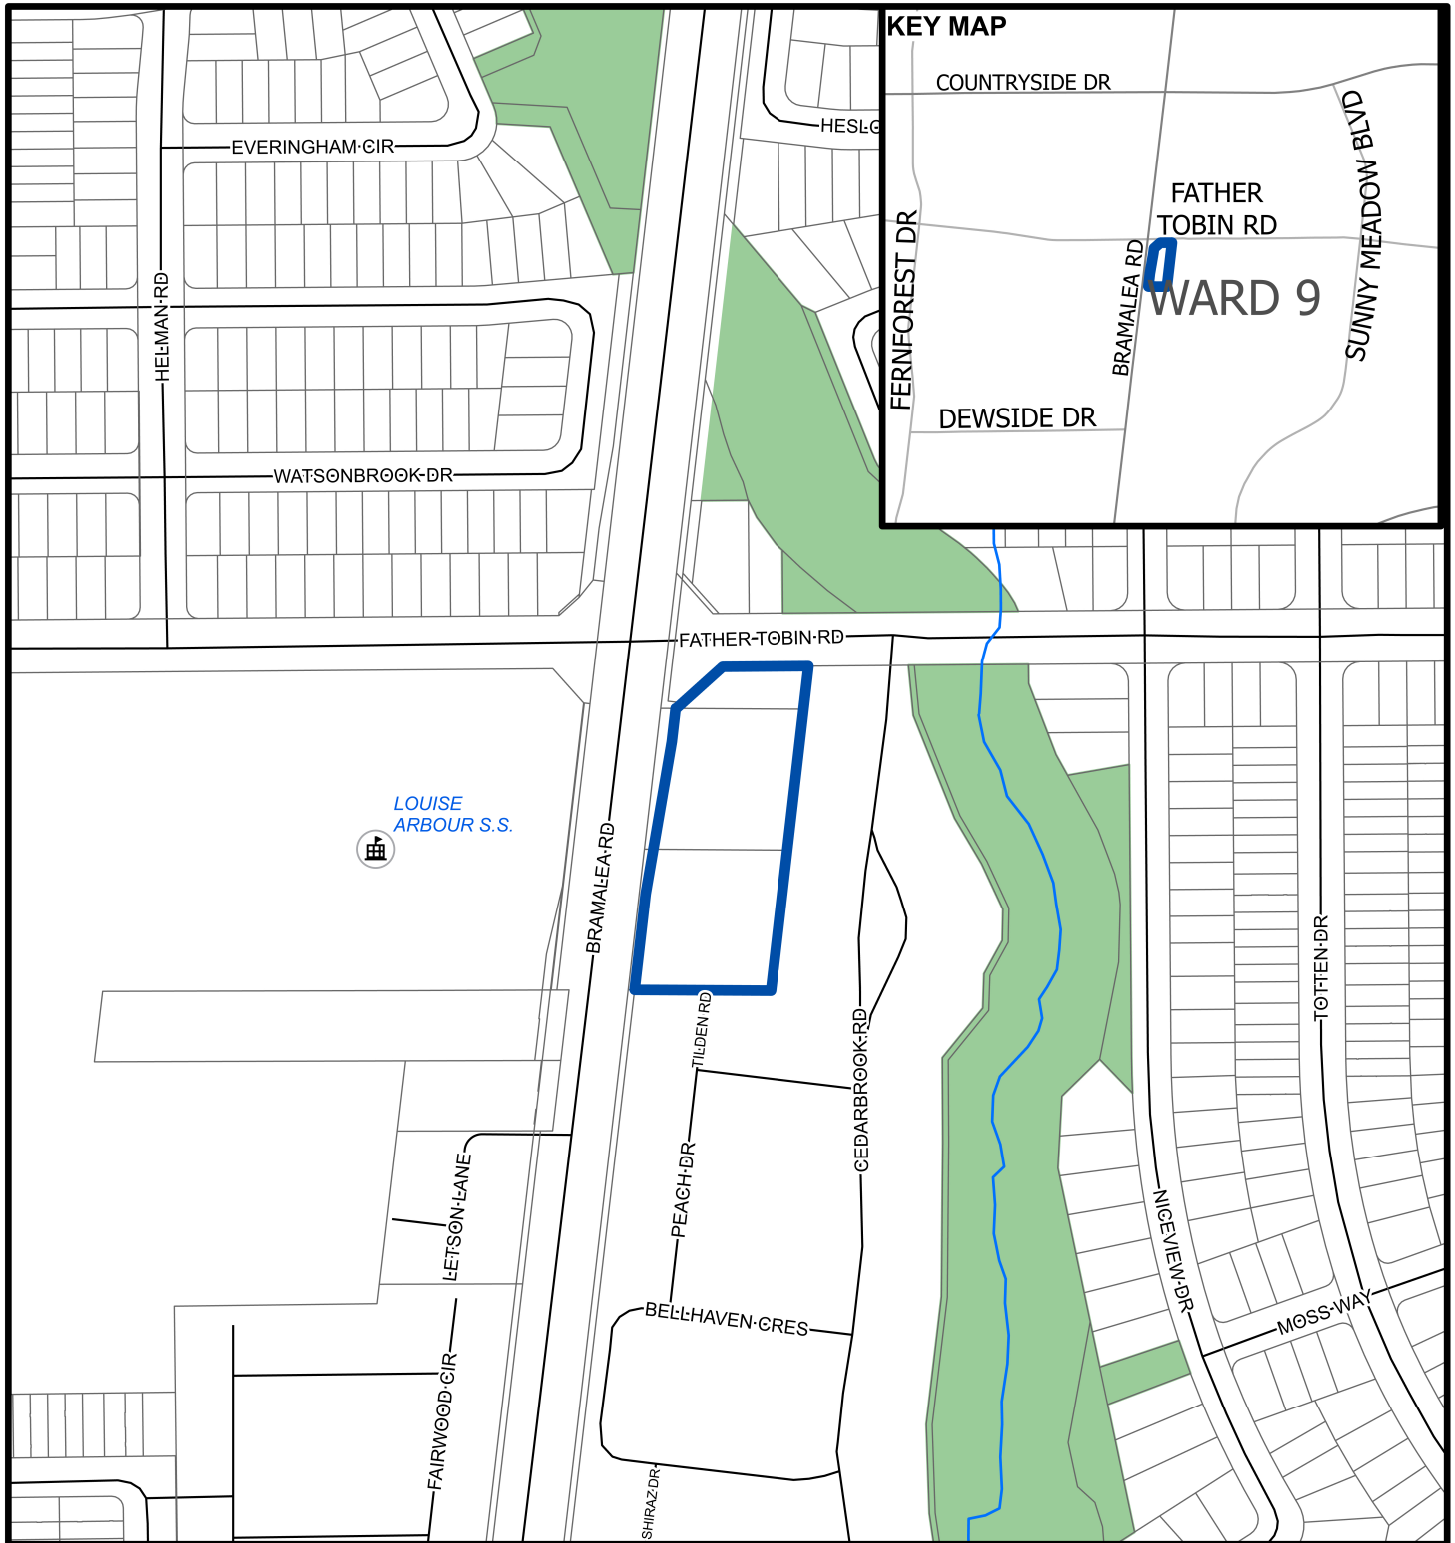 KEY MAP
COUNTRYSIDE DR
SUNNY MEADOW BLVD
FATHER
TOBIN RD
FERNFOREST DR
BRAMALEA RD
WARD 9
DEWSIDE DR
HESLO
EVERINGHAM CIR
HELMAN RD
WATSONBROOK DR
FATHER TOBIN RD
LOUISE
ARBOUR S.S.
BRAMALEA RD
TILDEN RD
CEDARBROOK RD
TOTTEN DR
PEACH DR
LETSON LANE
NICEVIEW DR
BELLHAVEN CRES
MOSS WAY
FAIRWOOD CIR
SHIRAZ DR